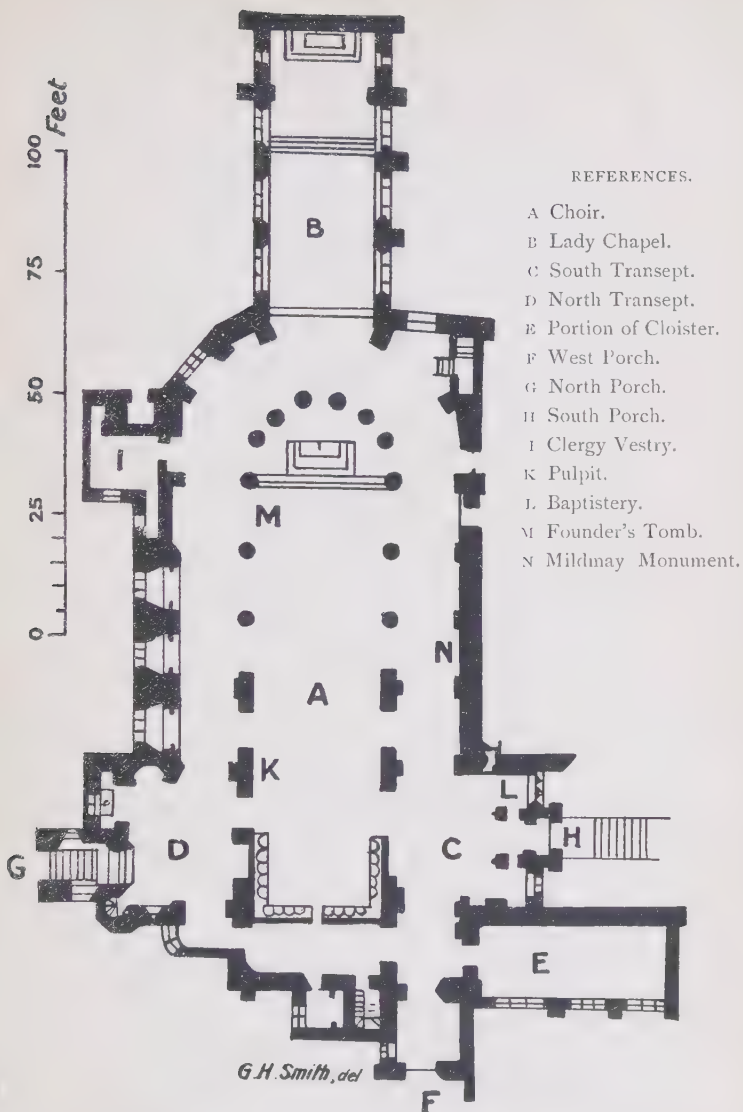 100 Feet
75
50
25
0
REFERENCES.
A Choir.
B Lady Chapel.
C South Transept.
D North Transept.
E Portion of Cloister.
F West Porch.
G North Porch.
H South Porch.
I Clergy Vestry.
K Pulpit.
L Baptistery.
M Founder's Tomb.
N Mildmay Monument.
B
I
M
N
A
K
L
D
C
H
G
E
G.H. Smith, del
F